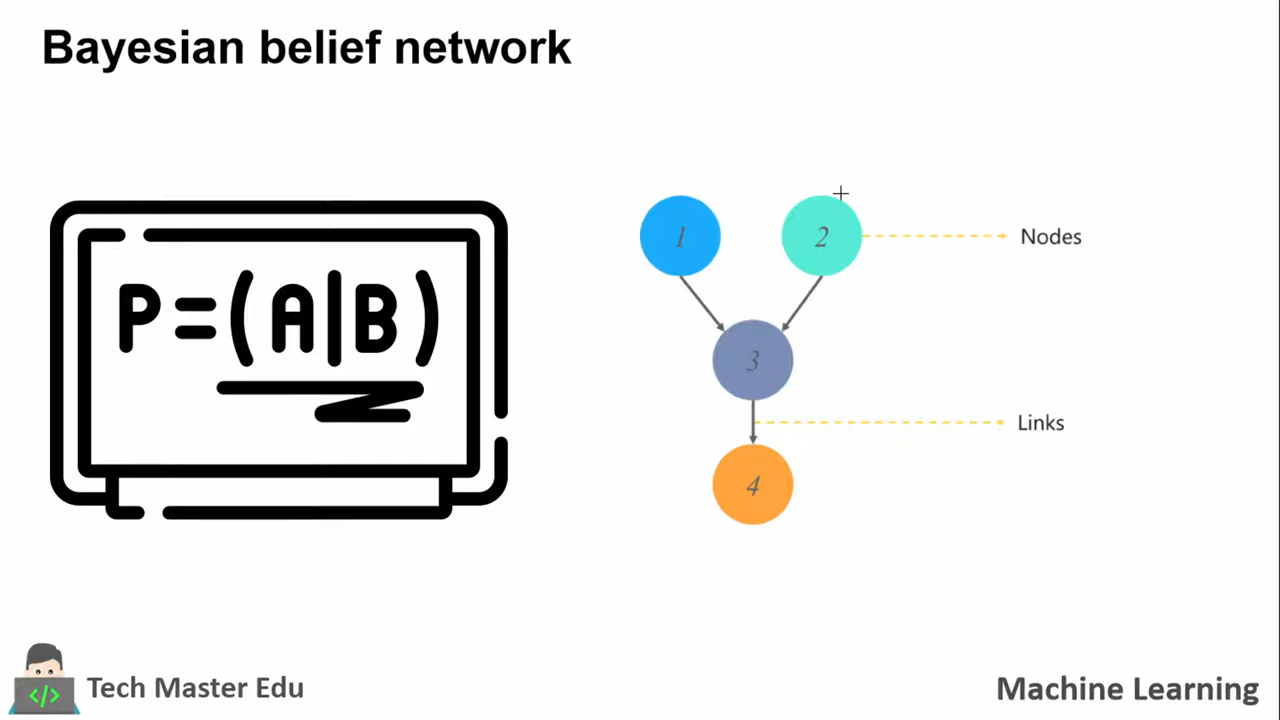 Bayesian belief network
P=(A|B)
1
2
Nodes
3
Links
4
</>
Tech Master Edu
Machine Learning